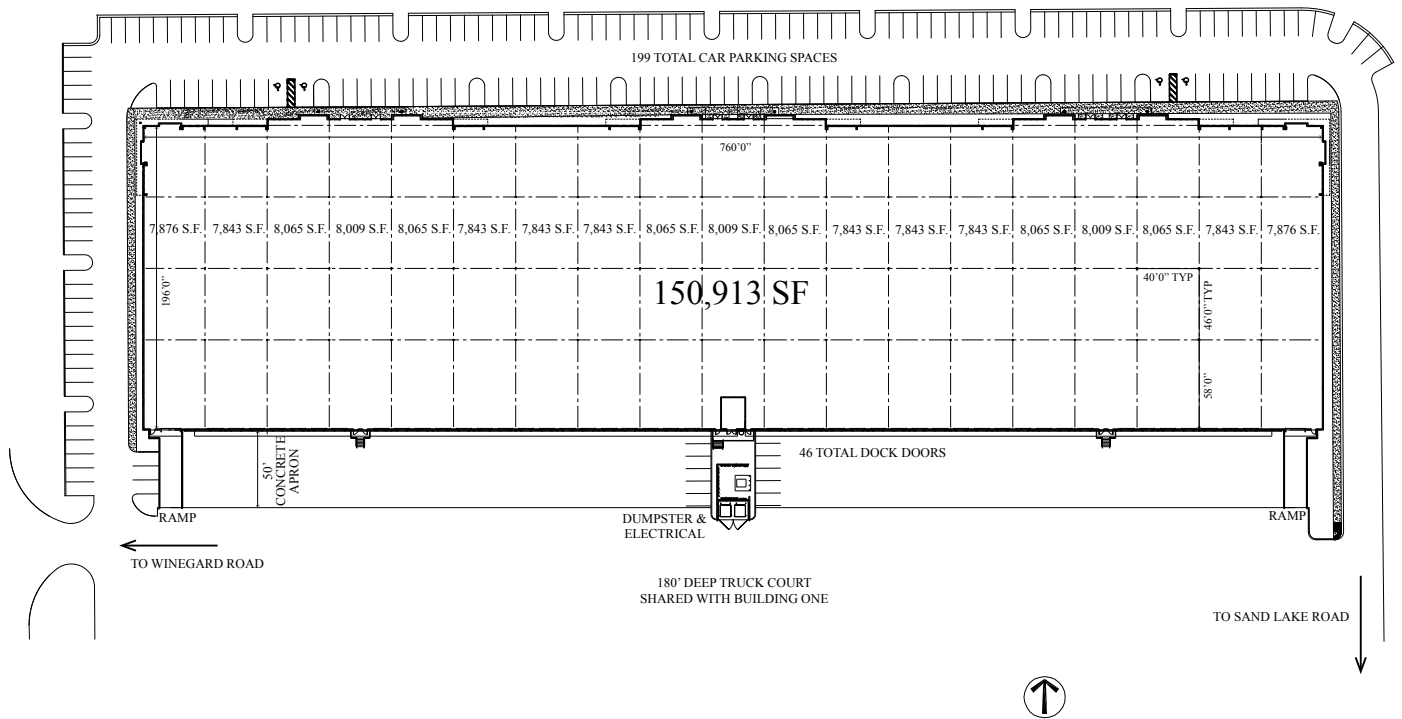 199 TOTAL CAR PARKING SPACES
760'0"
7,876 S.F.
7,843 S.F.
8,065 S.F.
8,009 S.F.
8,065 S.F.
7,843 S.F.
7,843 S.F.
7,843 S.F.
8,065 S.F.
8,009 S.F.
8,065 S.F.
7,843 S.F.
7,843 S.F.
7,843 S.F.
8,065 S.F.
8,009 S.F.
8,065 S.F.
7,843 S.F.
7,876 S.F.
196'0"
150,913 SF
40'0" TYP
46'0" TYP
58'0"
50'
CONCRETE
APRON
46 TOTAL DOCK DOORS
RAMP
DUMPSTER &
ELECTRICAL
RAMP
TO WINEGARD ROAD
180' DEEP TRUCK COURT
SHARED WITH BUILDING ONE
TO SAND LAKE ROAD